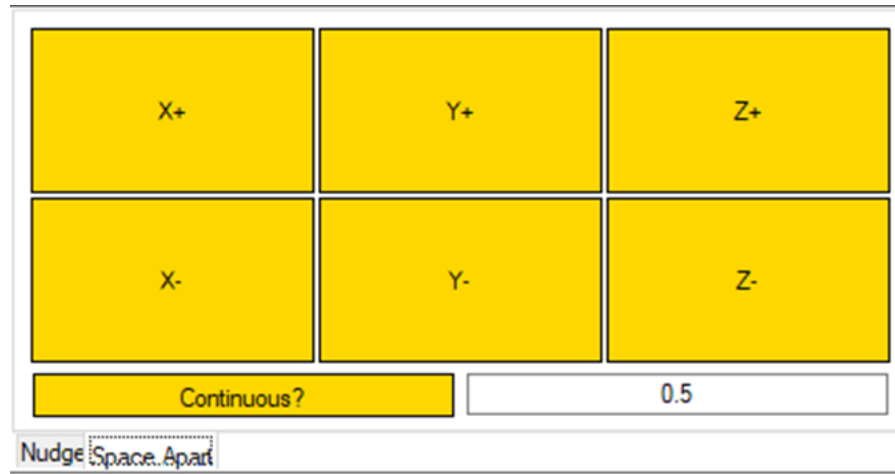 X+ Y+ Z+
X- Y- Z-
Continuous? 0.5
Nudge Space Apart